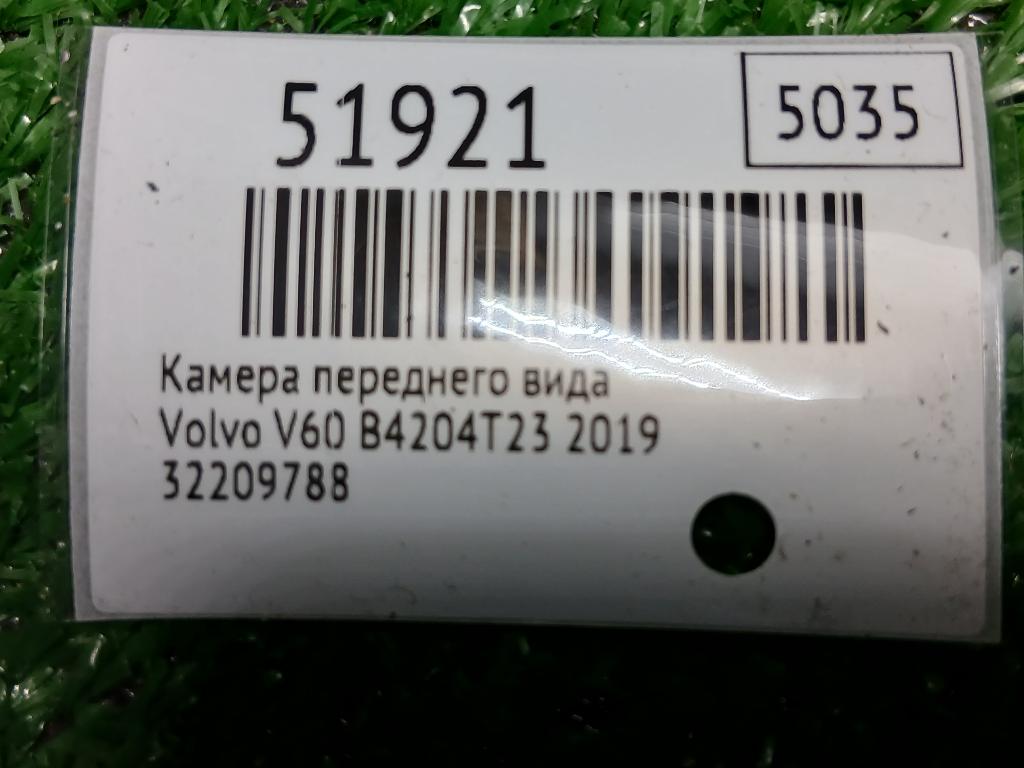 51921
5035
Камера переднего вида
Volvo V60 B4204T23 2019
32209788